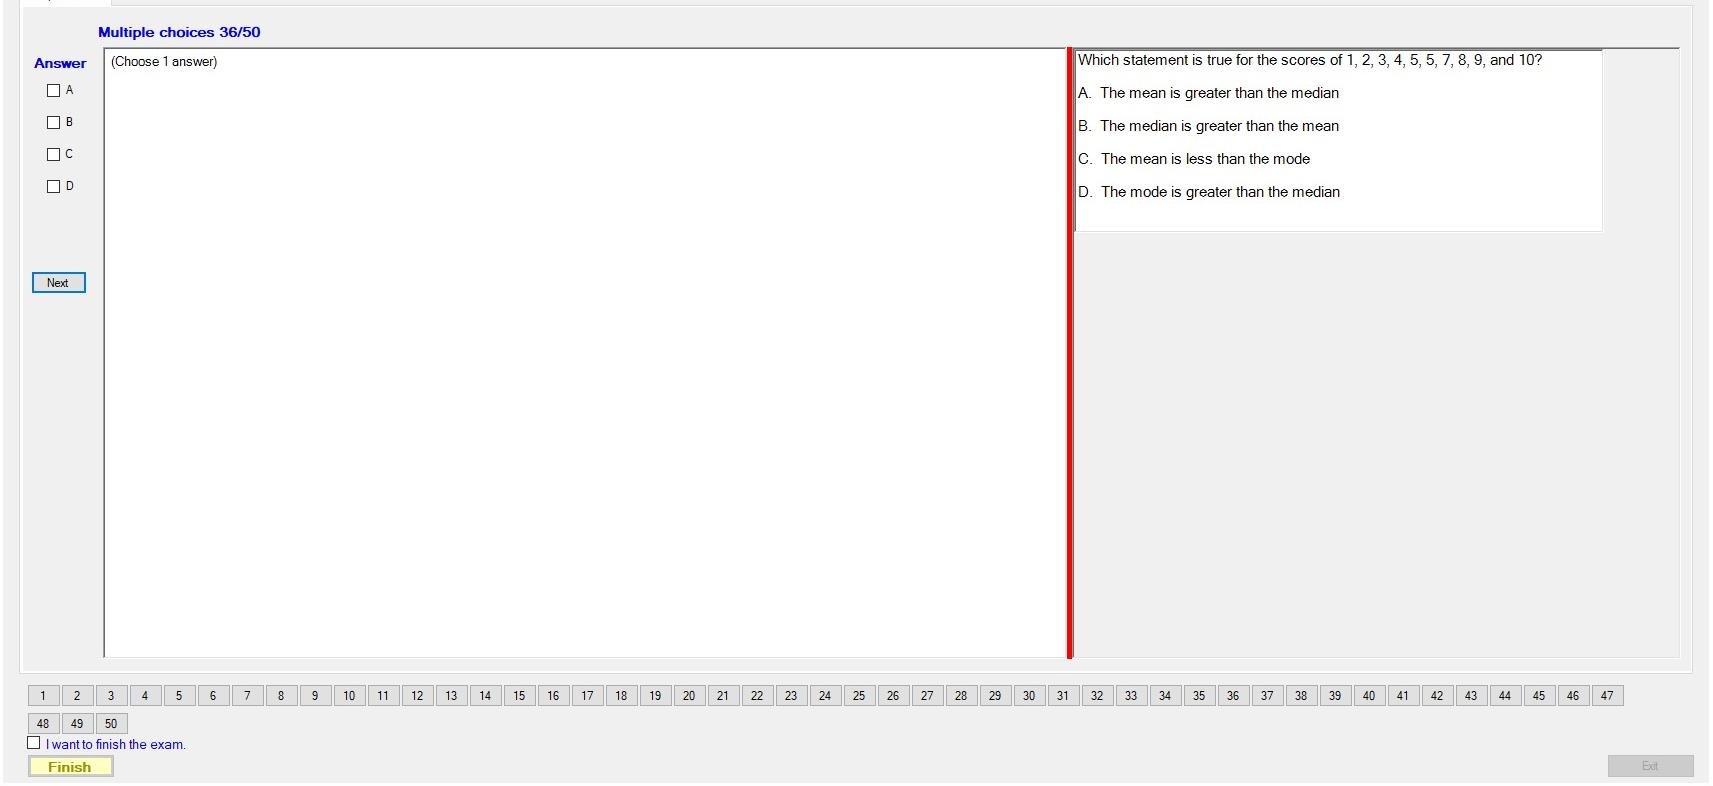 Multiple choices 36/50
Answer
(Choose 1 answer)
A
B
C
D
Next
Which statement is true for the scores of 1, 2, 3, 4, 5, 5, 7, 8, 9, and 10?
A. The mean is greater than the median
B. The median is greater than the mean
C. The mean is less than the mode
D. The mode is greater than the median
1 2 3 4 5 6 7 8 9 10 11 12 13 14 15 16 17 18 19 20 21 22 23 24 25 26 27 28 29 30 31 32 33 34 35 36 37 38 39 40 41 42 43 44 45 46 47
48 49 50
I want to finish the exam.
Finish
Exit